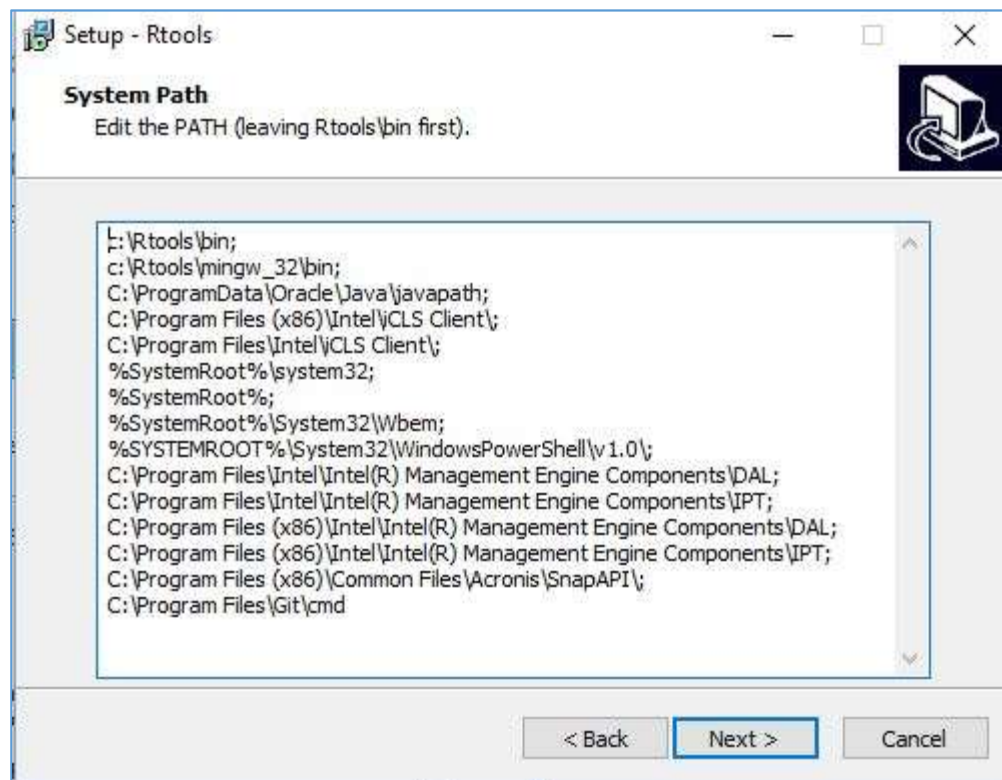 Setup - Rtools
System Path
Edit the PATH (leaving Rtools\bin first).
c:\Rtools\bin;
c:\Rtools\mingw_32\bin;
C:\ProgramData\Oracle\Java\javapath;
C:\Program Files (x86)\Intel\iCLS Client\;
C:\Program Files\Intel\iCLS Client\;
%SystemRoot%\system32;
%SystemRoot%;
%SystemRoot%\System32\Wbem;
%SYSTEMROOT%\System32\WindowsPowerShell\v1.0\;
C:\Program Files\Intel\Intel(R) Management Engine Components\DAL;
C:\Program Files\Intel\Intel(R) Management Engine Components\IPT;
C:\Program Files (x86)\Intel\Intel(R) Management Engine Components\DAL;
C:\Program Files (x86)\Intel\Intel(R) Management Engine Components\IPT;
C:\Program Files (x86)\Common Files\Acronis\SnapAPI\;
C:\Program Files\Git\cmd
< Back Next > Cancel